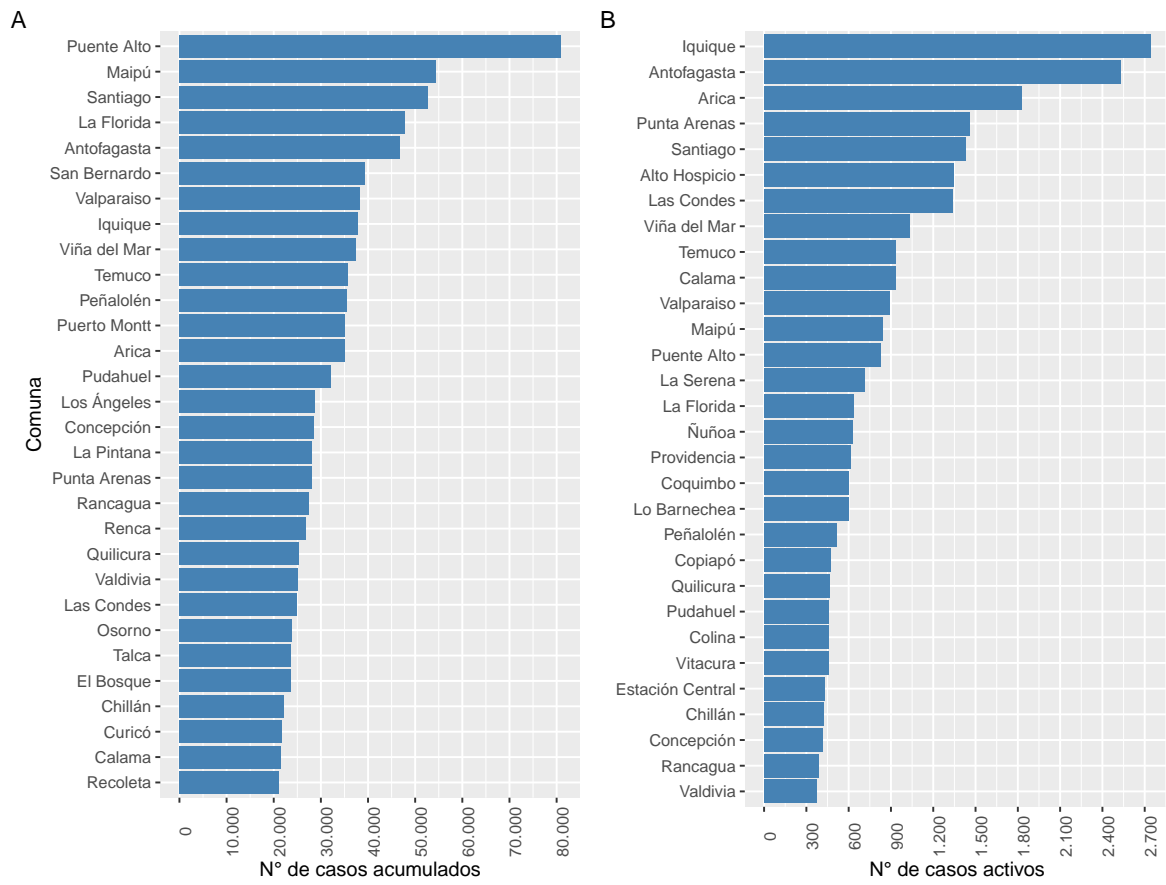 A
Puente Alto
Maipú
Santiago
La Florida
Antofagasta
San Bernardo
Valparaiso
Iquique
Viña del Mar
Temuco
Peñalolén
Puerto Montt
Arica
Pudahuel
Los Ángeles
Concepción
La Pintana
Punta Arenas
Rancagua
Renca
Quilicura
Valdivia
Las Condes
Osorno
Talca
El Bosque
Chillán
Curicó
Calama
Recoleta
Comuna
0
10.000
20.000
30.000
40.000
50.000
60.000
70.000
80.000
N° de casos acumulados
B
Iquique
Antofagasta
Arica
Punta Arenas
Santiago
Alto Hospicio
Las Condes
Viña del Mar
Temuco
Calama
Valparaiso
Maipú
Puente Alto
La Serena
La Florida
Ñuñoa
Providencia
Coquimbo
Lo Barnechea
Peñalolén
Copiapó
Quilicura
Pudahuel
Colina
Vitacura
Estación Central
Chillán
Concepción
Rancagua
Valdivia
0
300
600
900
1.200
1.500
1.800
2.100
2.400
2.700
N° de casos activos